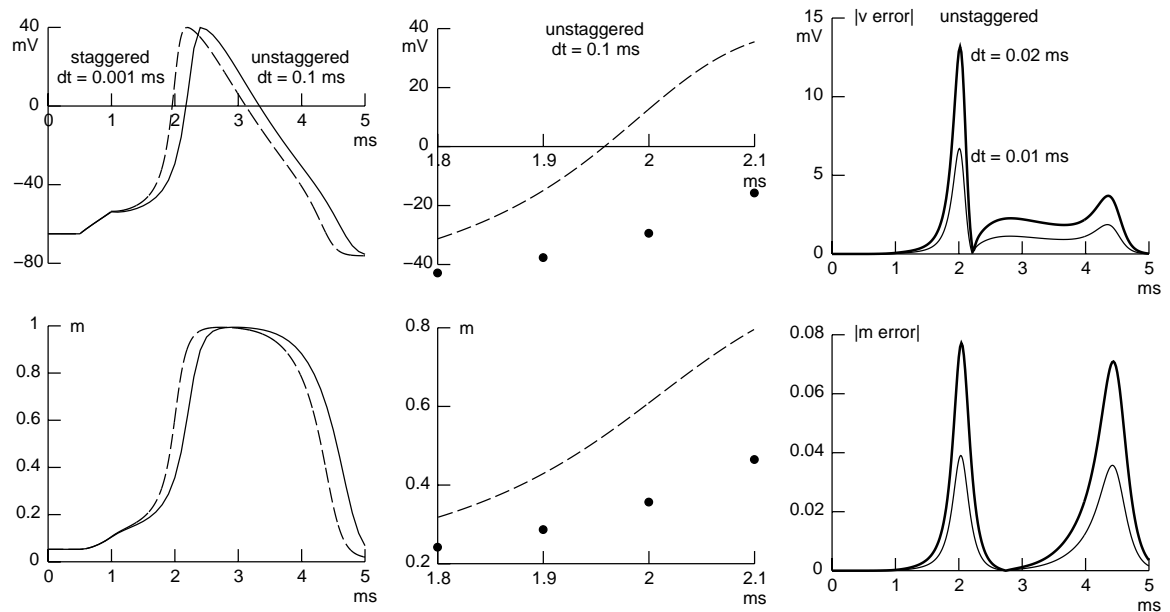 40
mV
staggered
dt = 0.001 ms
unstaggered
dt = 0.1 ms
0
0 1 2 3 4 5
ms
−40
−80
40
mV
unstaggered
dt = 0.1 ms
20
0
1.8 1.9 2 2.1
ms
−20
−40
15
mV
|v error| unstaggered
dt = 0.02 ms
10
dt = 0.01 ms
5
0
0 1 2 3 4 5
ms
1
m
0.8
0.6
0.4
0.2
0
0 1 2 3 4 5
ms
0.8
m
0.6
0.4
0.2
1.8 1.9 2 2.1
ms
0.08
|m error|
0.06
0.04
0.02
0
0 1 2 3 4 5
ms